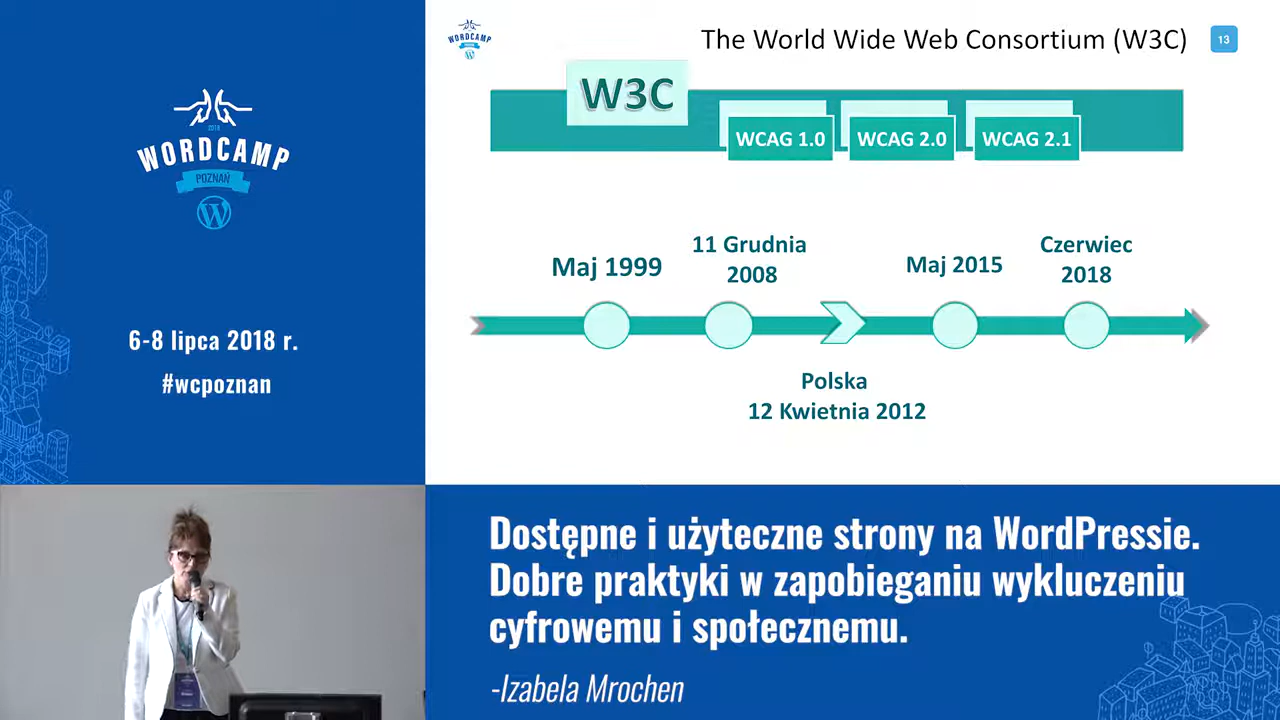 2018
WORDCAMP
POZNAŃ
6-8 lipca 2018 r.
#wcpoznan
WORDCAMP
The World Wide Web Consortium (W3C)
13
W3C
WCAG 1.0
WCAG 2.0
WCAG 2.1
Maj 1999
11 Grudnia
2008
Maj 2015
Czerwiec
2018
Polska
12 Kwietnia 2012
Dostępne i użyteczne strony na WordPressie.
Dobre praktyki w zapobieganiu wykluczeniu
cyfrowemu i społecznemu.
-Izabela Mrochen